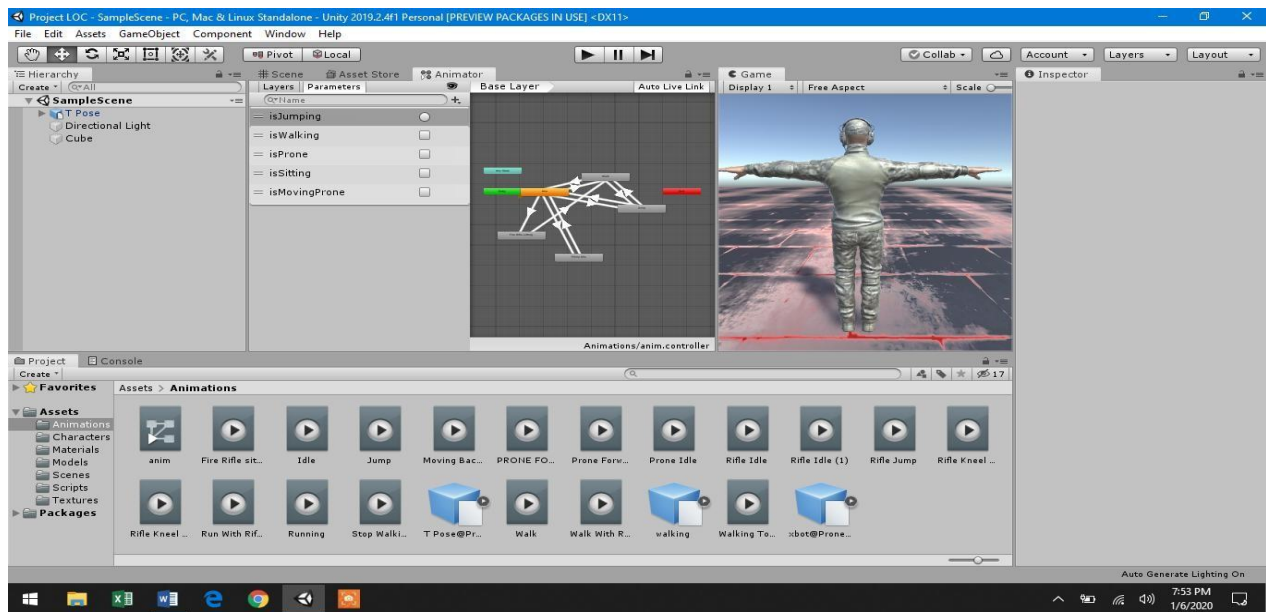 Project LOC - SampleScene - PC, Mac & Linux Standalone - Unity 2019.2.4f1 Personal [PREVIEW PACKAGES IN USE] <DX11>
File Edit Assets GameObject Component Window Help
Pivot Local Collab Account Layers Layout
Hierarchy Scene Asset Store Animator Game Inspector
Create All Layers Parameters Base Layer Auto Live Link Display 1 Free Aspect Scale
SampleScene Name
T Pose isJumping
Directional Light isWalking
Cube
isProne
isSitting
isMovingProne
Animations/anim.controller
Project Console
Create 17
Favorites Assets > Animations
Assets
Animations
Characters
Materials
Models
Scenes
Scripts
Textures
Packages
anim Fire Rifle sit... Idle Jump Moving Bac... PRONE FO... Prone Forw... Prone Idle Rifle Idle Rifle Idle (1) Rifle Jump Rifle Kneel ...
Rifle Kneel ... Run With Rif... Running Stop Walki... T Pose@Pr... Walk Walk With R... walking Walking To... xbot@Prone...
Auto Generate Lighting On
7:53 PM
1/6/2020